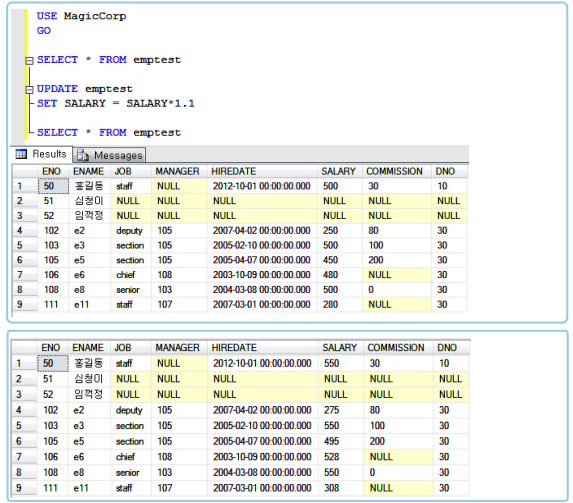 USE MagicCorp
GO
SELECT * FROM emptest
UPDATE emptest
SET SALARY = SALARY*1.1
SELECT * FROM emptest
Results Messages
ENO ENAME JOB MANAGER HIREDATE SALARY COMMISSION DNO
1 50 홍길동 staff NULL 2012-10-01 00:00:00.000 500 30 10
2 51 심청이 NULL NULL NULL NULL NULL NULL
3 52 임꺽정 NULL NULL NULL NULL NULL NULL
4 102 e2 deputy 105 2007-04-02 00:00:00.000 250 80 30
5 103 e3 section 105 2005-02-10 00:00:00.000 500 100 30
6 105 e5 section 105 2005-04-07 00:00:00.000 450 200 30
7 106 e6 chief 108 2003-10-09 00:00:00.000 480 NULL 30
8 108 e8 senior 103 2004-03-08 00:00:00.000 500 0 30
9 111 e11 staff 107 2007-03-01 00:00:00.000 280 NULL 30
ENO ENAME JOB MANAGER HIREDATE SALARY COMMISSION DNO
1 50 홍길동 staff NULL 2012-10-01 00:00:00.000 550 30 10
2 51 심청이 NULL NULL NULL NULL NULL NULL
3 52 임꺽정 NULL NULL NULL NULL NULL NULL
4 102 e2 deputy 105 2007-04-02 00:00:00.000 275 80 30
5 103 e3 section 105 2005-02-10 00:00:00.000 550 100 30
6 105 e5 section 105 2005-04-07 00:00:00.000 495 200 30
7 106 e6 chief 108 2003-10-09 00:00:00.000 528 NULL 30
8 108 e8 senior 103 2004-03-08 00:00:00.000 550 0 30
9 111 e11 staff 107 2007-03-01 00:00:00.000 308 NULL 30